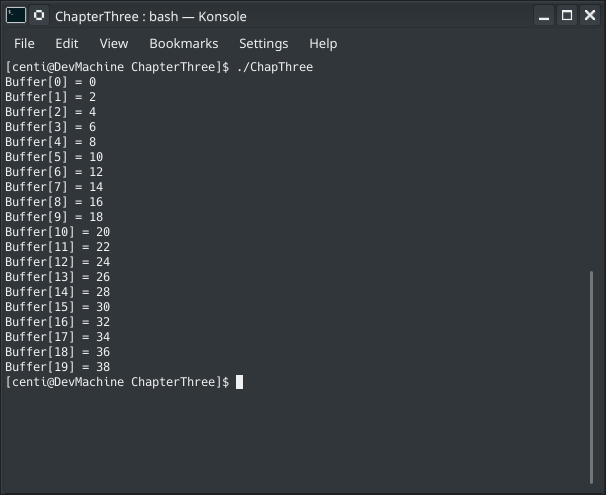 ChapterThree : bash — Konsole
File Edit View Bookmarks Settings Help
[centi@DevMachine ChapterThree]$ ./ChapThree
Buffer[0] = 0
Buffer[1] = 2
Buffer[2] = 4
Buffer[3] = 6
Buffer[4] = 8
Buffer[5] = 10
Buffer[6] = 12
Buffer[7] = 14
Buffer[8] = 16
Buffer[9] = 18
Buffer[10] = 20
Buffer[11] = 22
Buffer[12] = 24
Buffer[13] = 26
Buffer[14] = 28
Buffer[15] = 30
Buffer[16] = 32
Buffer[17] = 34
Buffer[18] = 36
Buffer[19] = 38
[centi@DevMachine ChapterThree]$